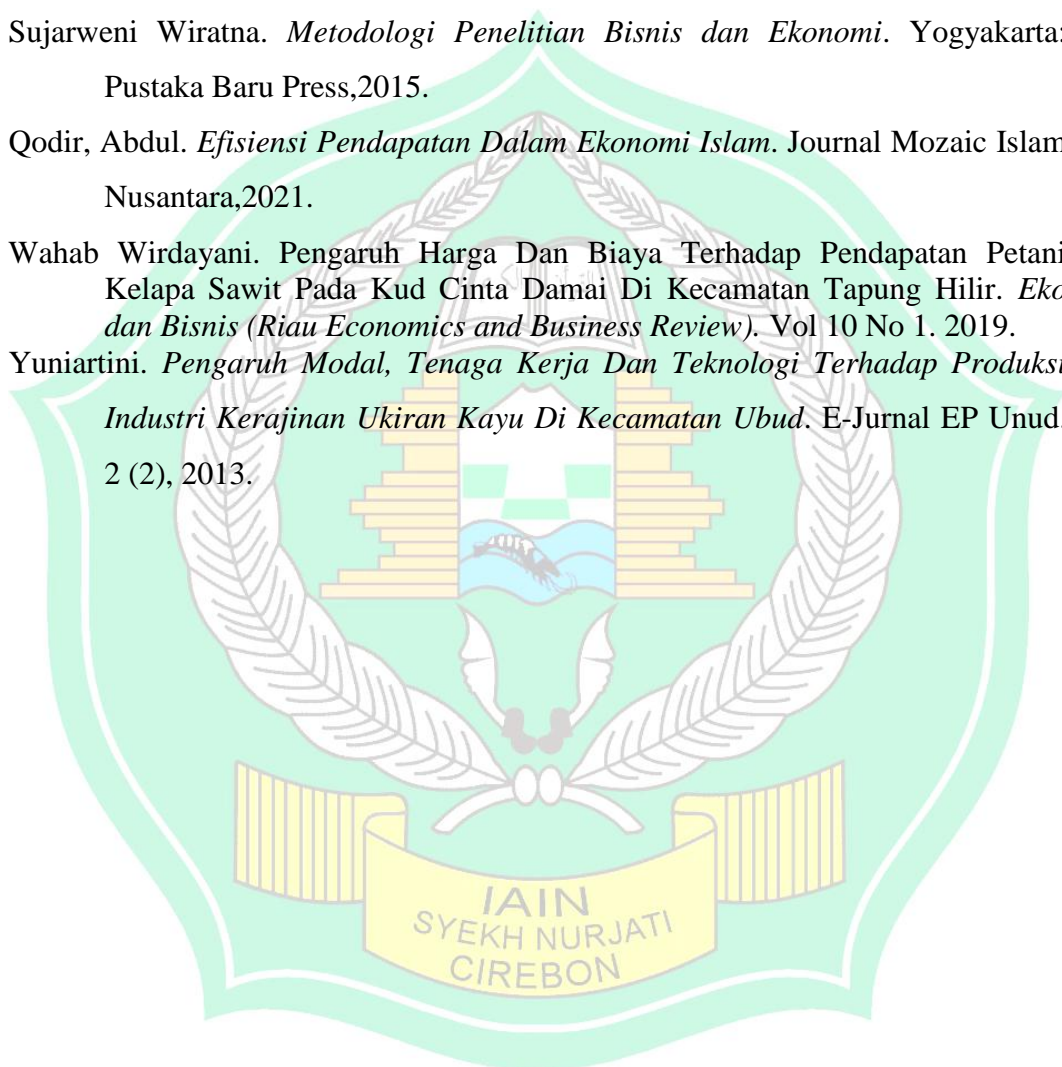 Sujarweni Wiratna. Metodologi Penelitian Bisnis dan Ekonomi. Yogyakarta:
Pustaka Baru Press,2015.
Qodir, Abdul. Efisiensi Pendapatan Dalam Ekonomi Islam. Journal Mozaic Islam
Nusantara,2021.
Wahab Wirdayani. Pengaruh Harga Dan Biaya Terhadap Pendapatan Petani
Kelapa Sawit Pada Kud Cinta Damai Di Kecamatan Tapung Hilir. Eko
dan Bisnis (Riau Economics and Business Review). Vol 10 No 1. 2019.
Yuniartini. Pengaruh Modal, Tenaga Kerja Dan Teknologi Terhadap Produksi
Industri Kerajinan Ukiran Kayu Di Kecamatan Ubud. E-Jurnal EP Unud.
2 (2), 2013.
IAIN
SYEKH NURJATI
CIREBON